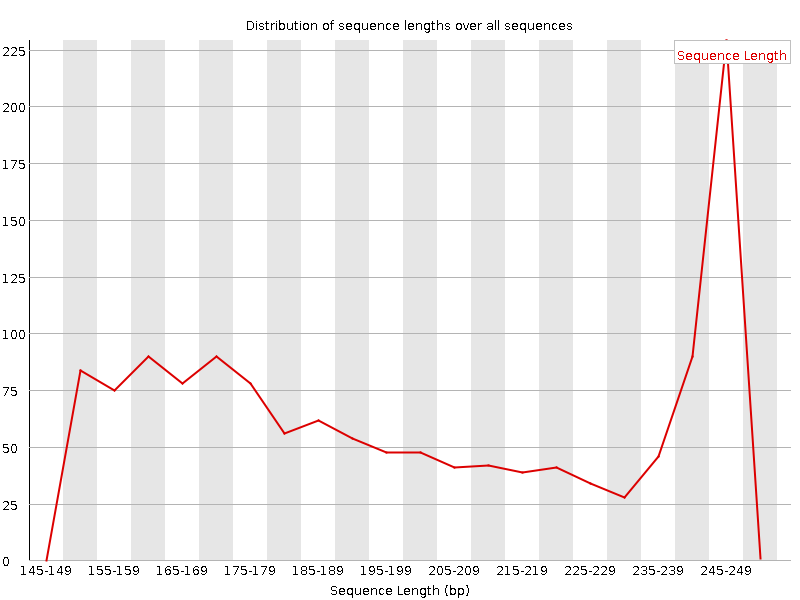 Distribution of sequence lengths over all sequences
Sequence Length
225
200
175
150
125
100
75
50
25
0
145-149 155-159 165-169 175-179 185-189 195-199 205-209 215-219 225-229 235-239 245-249
Sequence Length (bp)